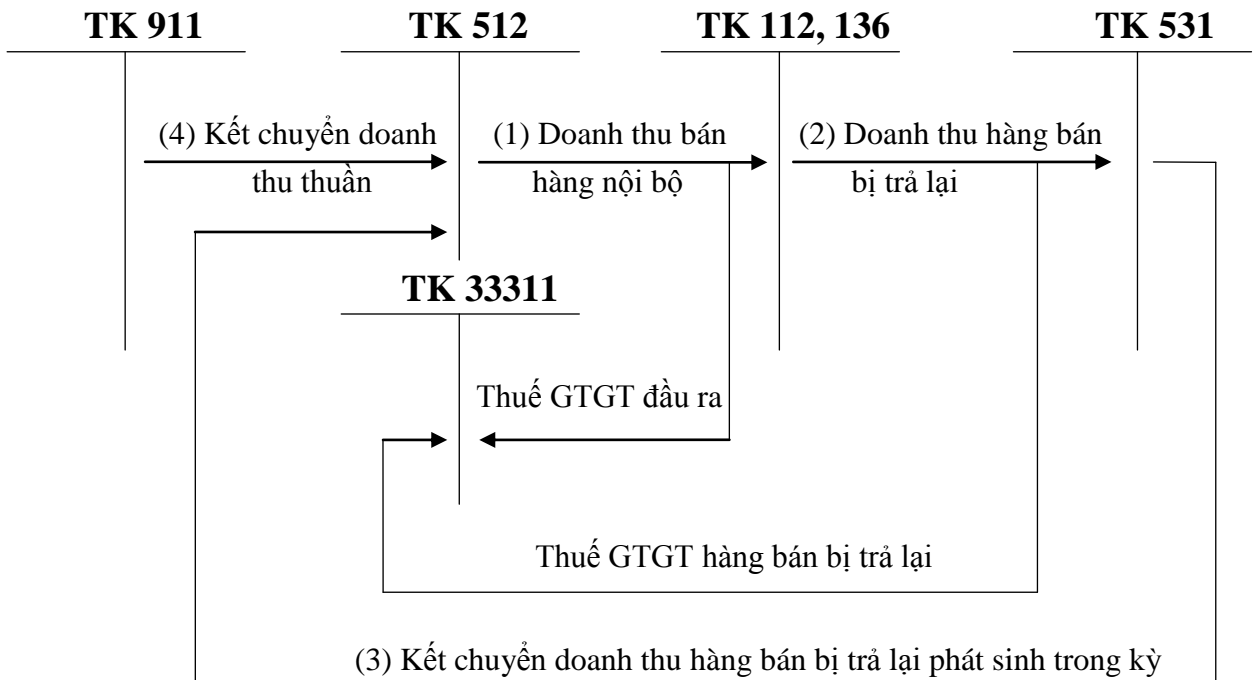 TK 911
TK 512
TK 112, 136
TK 531
(4) Kết chuyển doanh
thu thuần
(1) Doanh thu bán
hàng nội bộ
(2) Doanh thu hàng bán
bị trả lại
TK 33311
Thuế GTGT đầu ra
Thuế GTGT hàng bán bị trả lại
(3) Kết chuyển doanh thu hàng bán bị trả lại phát sinh trong kỳ